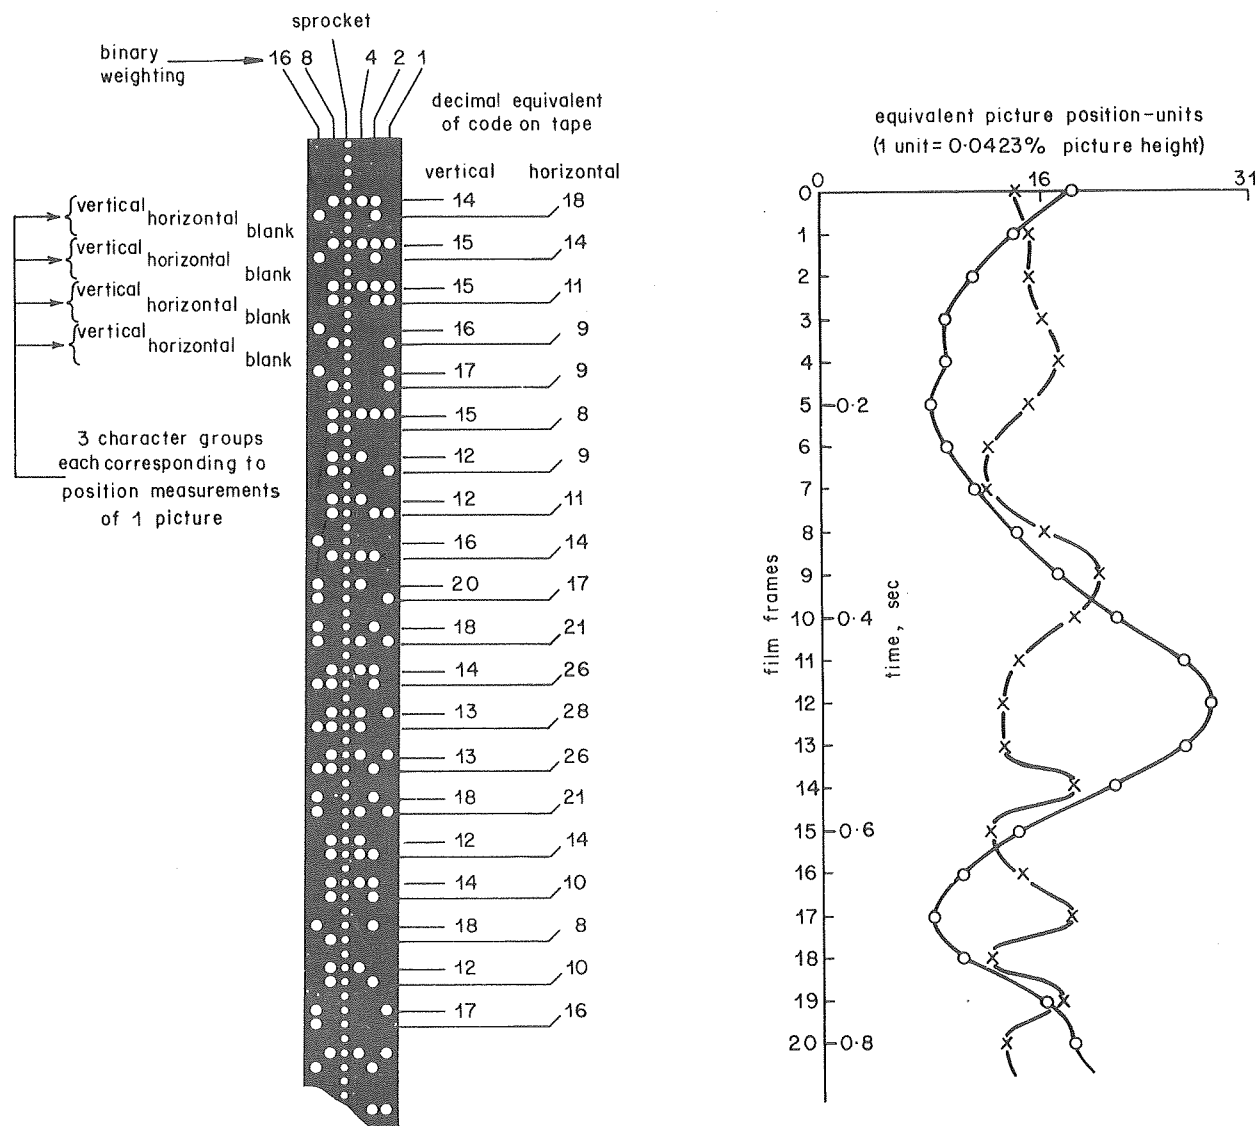 sprocket
binary weighting
16 8 4 2 1
decimal equivalent
of code on tape
vertical horizontal
vertical horizontal blank
vertical horizontal blank
vertical horizontal blank
vertical horizontal blank
3 character groups
each corresponding to
position measurements
of 1 picture
14 18
15 14
15 11
16 9
17 9
15 8
12 9
12 11
16 14
20 17
18 21
14 26
13 28
13 26
18 21
12 14
14 10
18 8
12 10
17 16
equivalent picture position-units
(1 unit = 0·0423% picture height)
0 16 31
0
1
2
3
4
5 0·2
6
7
8
9
10 0·4
11
12
13
14
15 0·6
16
17
18
19
20 0·8
film frames
time, sec